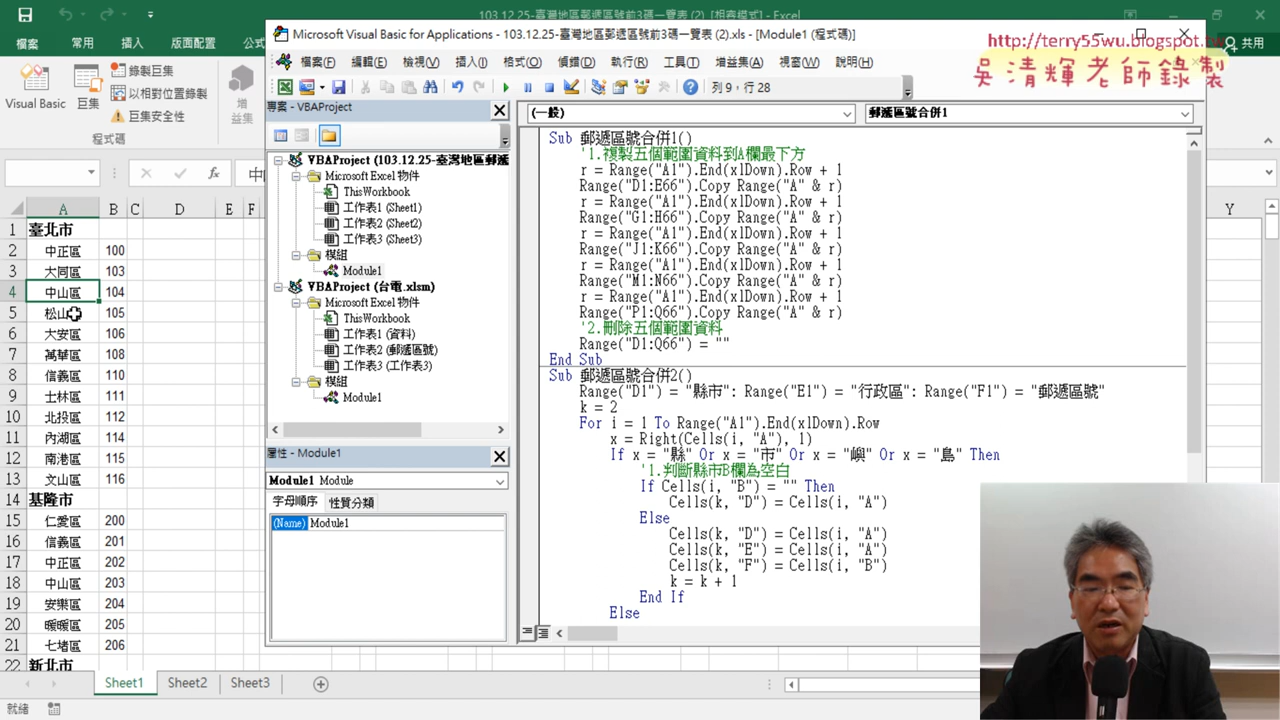 103.12.25-臺灣地區郵遞區號前3碼一覽表 (2) [相容模式] - Excel
檔案
常用
插入
版面配置
公式
共用
Visual Basic
巨集
錄製巨集
以相對位置錄製
巨集安全性
增益集
程式碼
Microsoft Visual Basic for Applications - 103.12.25-臺灣地區郵遞區號前3碼一覽表 (2).xls - [Module1 (程式碼)]
http://terry55wu.blogspot.tw
吳清輝老師錄製
檔案(F)
編輯(E)
檢視(V)
插入(I)
格式(O)
偵錯(D)
執行(R)
工具(T)
增益集(A)
視窗(W)
說明(H)
列 9，行 28
專案 - VBAProject
VBAProject (103.12.25-臺灣地區郵遞
Microsoft Excel 物件
ThisWorkbook
工作表1 (Sheet1)
工作表2 (Sheet2)
工作表3 (Sheet3)
模組
Module1
VBAProject (台電.xlsm)
Microsoft Excel 物件
ThisWorkbook
工作表1 (資料)
工作表2 (郵遞區號)
工作表3 (工作表3)
模組
Module1
屬性 - Module1
Module1 Module
字母順序
性質分類
(Name) Module1
(一般)
郵遞區號合併1
Sub 郵遞區號合併1()
'1.複製五個範圍資料到A欄最下方
r = Range("A1").End(xlDown).Row + 1
Range("D1:E66").Copy Range("A" & r)
r = Range("A1").End(xlDown).Row + 1
Range("G1:H66").Copy Range("A" & r)
r = Range("A1").End(xlDown).Row + 1
Range("J1:K66").Copy Range("A" & r)
r = Range("A1").End(xlDown).Row + 1
Range("M1:N66").Copy Range("A" & r)
r = Range("A1").End(xlDown).Row + 1
Range("P1:Q66").Copy Range("A" & r)
'2.刪除五個範圍資料
Range("D1:Q66") = ""
End Sub
Sub 郵遞區號合併2()
Range("D1") = "縣市": Range("E1") = "行政區": Range("F1") = "郵遞區號"
k = 2
For i = 1 To Range("A1").End(xlDown).Row
x = Right(Cells(i, "A"), 1)
If x = "縣" Or x = "市" Or x = "嶼" Or x = "島" Then
'1.判斷縣市B欄為空白
If Cells(i, "B") = "" Then
Cells(k, "D") = Cells(i, "A")
Else
Cells(k, "D") = Cells(i, "A")
Cells(k, "E") = Cells(i, "A")
Cells(k, "F") = Cells(i, "B")
k = k + 1
End If
Else
A B C D E F Y
1 臺北市
2 中正區 100
3 大同區 103
4 中山區 104
5 松山 105
6 大安區 106
7 萬華區 108
8 信義區 110
9 士林區 111
10 北投區 112
11 內湖區 114
12 南港區 115
13 文山區 116
14 基隆市
15 仁愛區 200
16 信義區 201
17 中正區 202
18 中山區 203
19 安樂區 204
20 暖暖區 205
21 七堵區 206
22 新北市
Sheet1
Sheet2
Sheet3
就緒